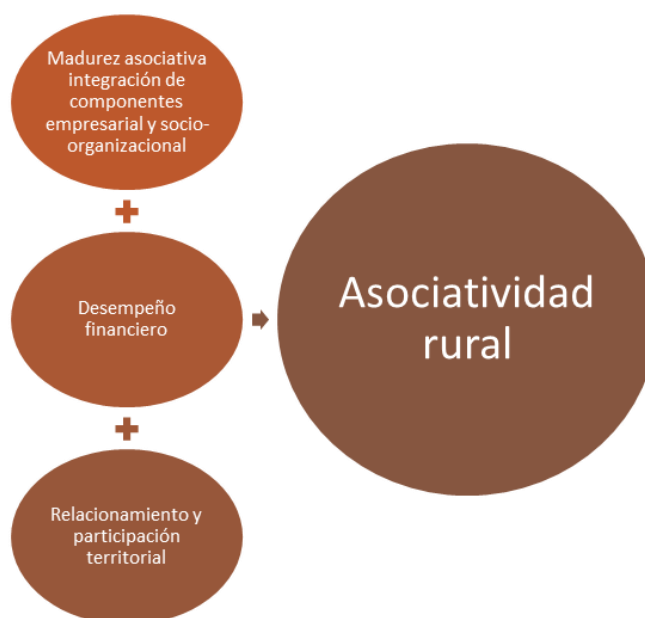 Madurez asociativa
integración de
componentes
empresarial y socio-
organizacional
Desempeño
financiero
Asociatividad
rural
Relacionamiento y
participación
territorial